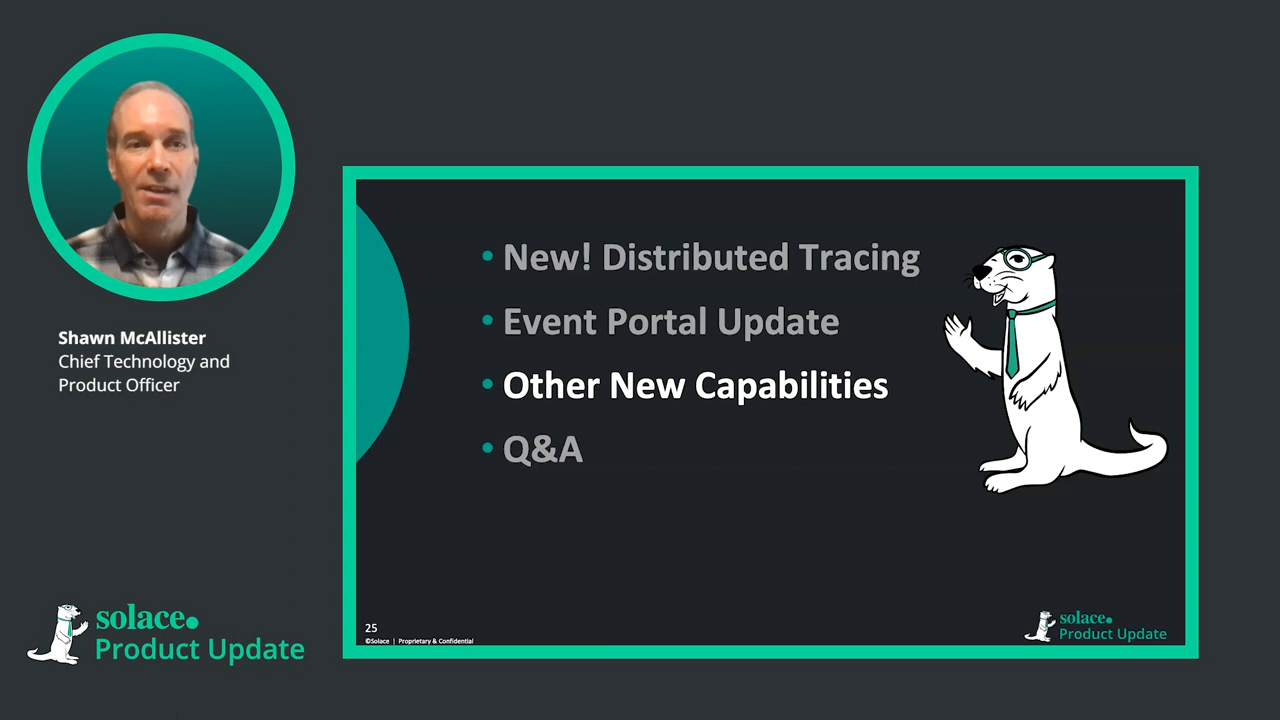 Shawn McAllister
Chief Technology and
Product Officer
solace.
Product Update
• New! Distributed Tracing
• Event Portal Update
• Other New Capabilities
• Q&A
25
©Solace | Proprietary & Confidential
solace.
Product Update